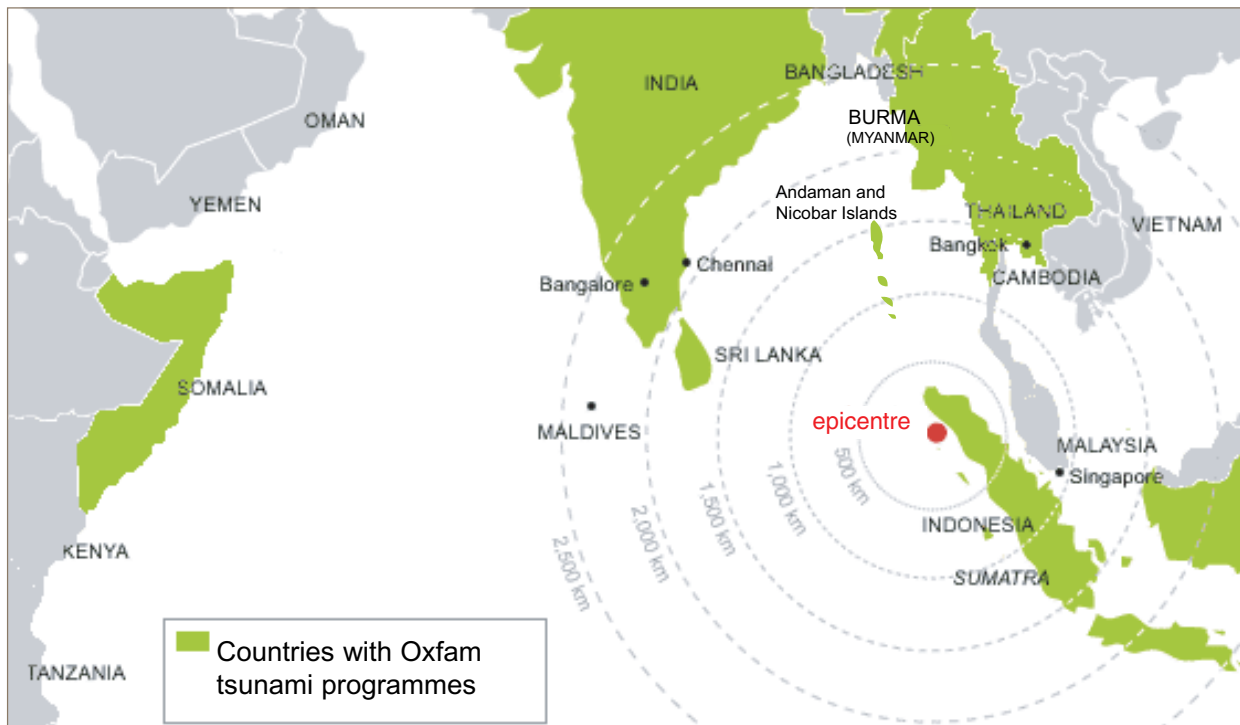 INDIA
BANGLADESH
OMAN
BURMA
(MYANMAR)
Andaman and
Nicobar Islands
YEMEN
THAILAND
VIETNAM
Bangkok
Chennai
Bangalore
CAMBODIA
SRI LANKA
SOMALIA
epicentre
MALDIVES
MALAYSIA
Singapore
500 km
1,000 km
1,500 km
2,000 km
2,500 km
INDONESIA
KENYA
SUMATRA
Countries with Oxfam
tsunami programmes
TANZANIA